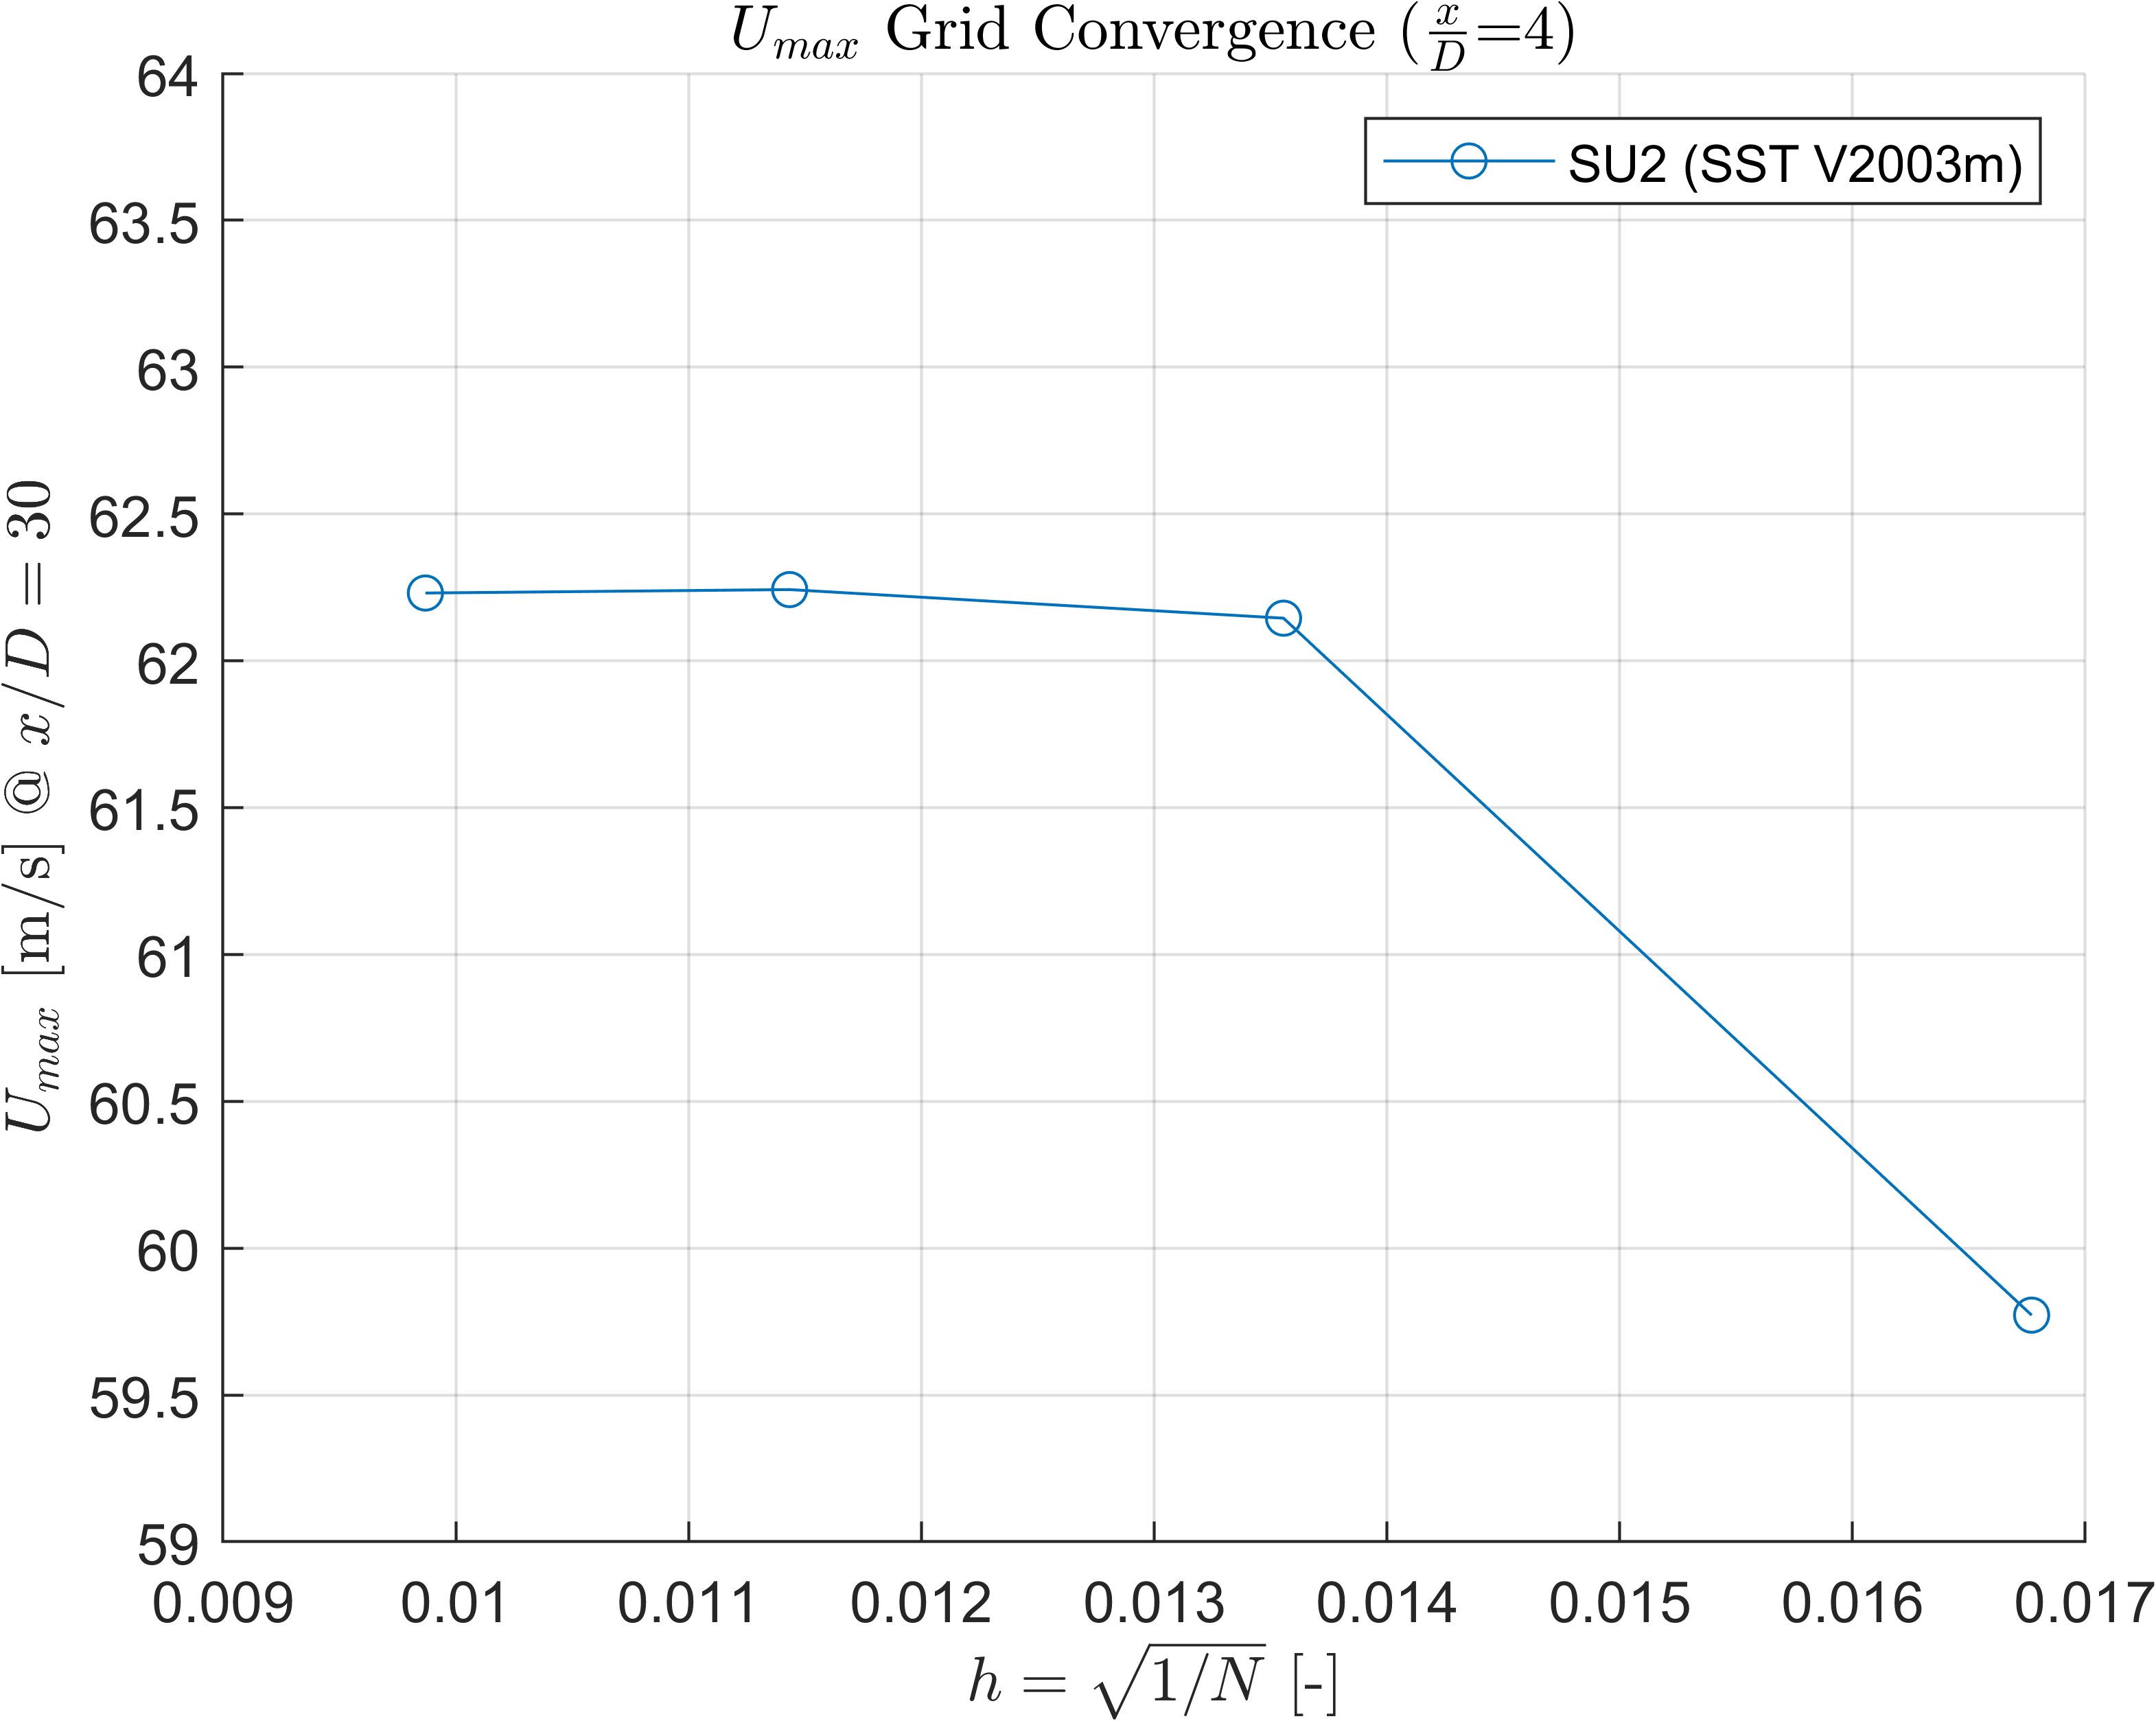 U_max Grid Convergence (x/D=4)
SU2 (SST V2003m)
U_max [m/s] @ x/D = 30
64
63.5
63
62.5
62
61.5
61
60.5
60
59.5
59
0.009 0.01 0.011 0.012 0.013 0.014 0.015 0.016 0.017
h = √1/N [-]